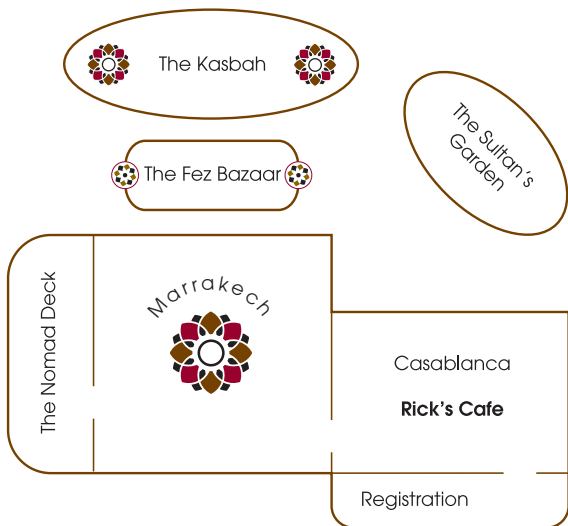 The Kasbah
The Sultan's
Garden
The Fez Bazaar
The Nomad Deck
Marrakech
Casablanca
Rick's Cafe
Registration